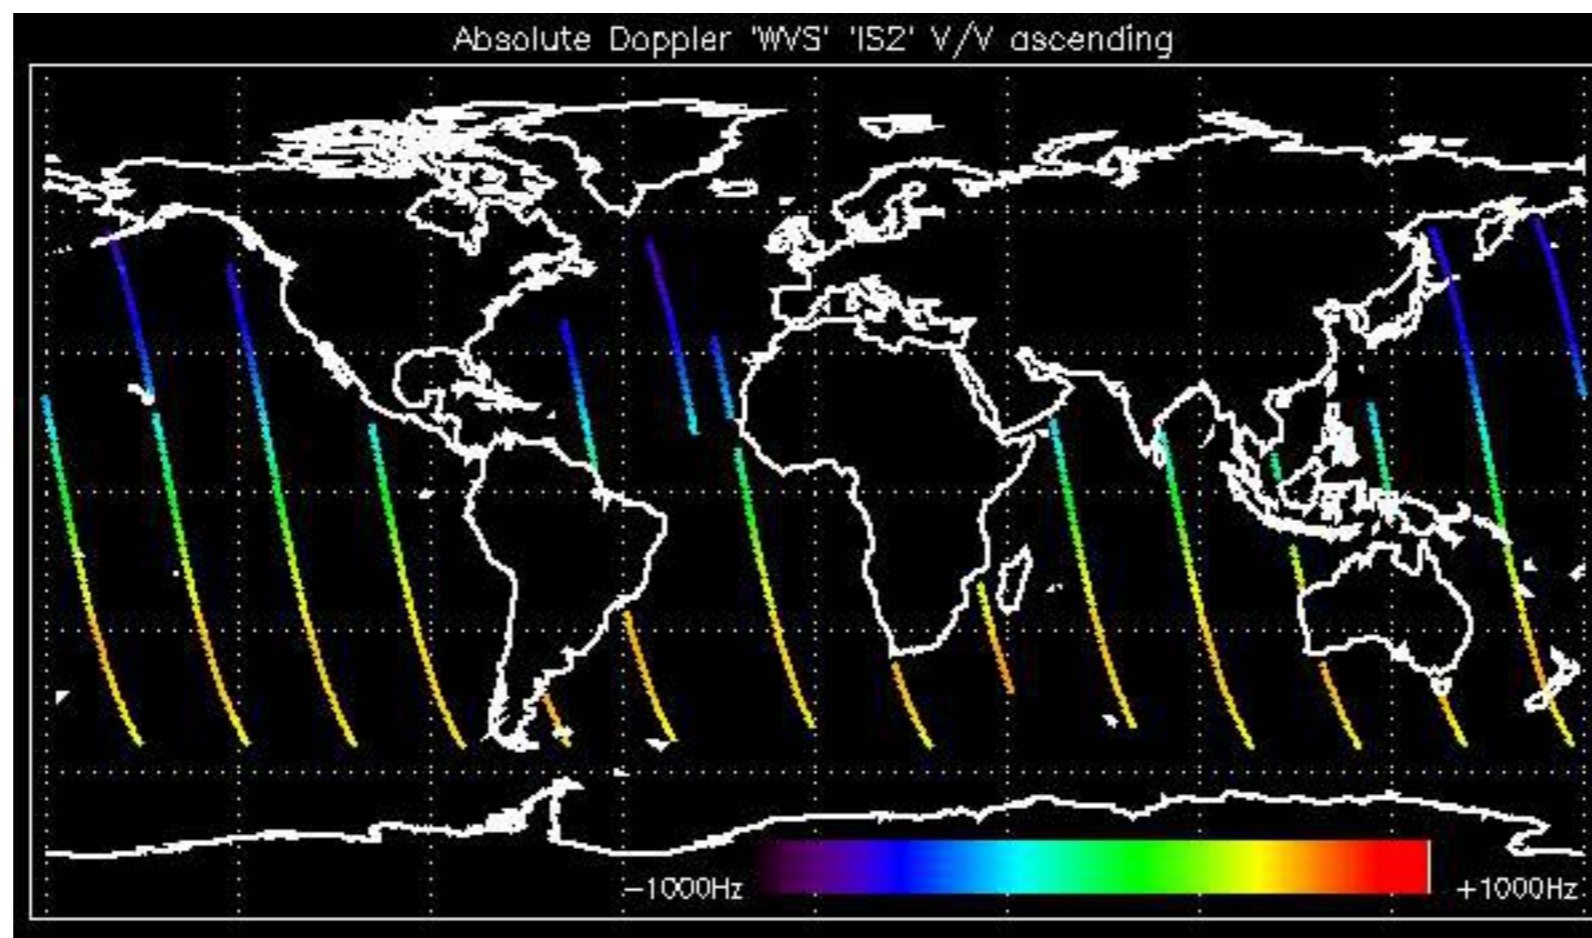 Absolute Doppler 'WVS' 'IS2' V/V ascending
-1000Hz +1000Hz